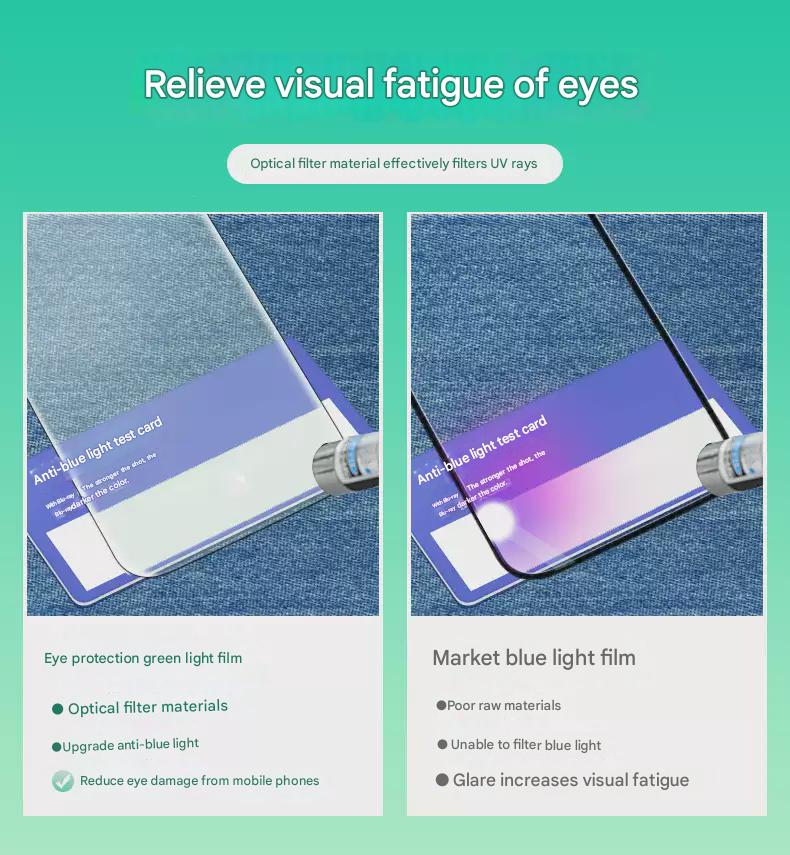 Relieve visual fatigue of eyes
Optical filter material effectively filters UV rays
Anti-blue light test card
With Blu-ray The stronger the shot, the
Blu-ray darker the color.
Anti-blue light test card
With Blu-ray The stronger the shot, the
Blu-ray darker the color.
Eye protection green light film
● Optical filter materials
●Upgrade anti-blue light
Reduce eye damage from mobile phones
Market blue light film
●Poor raw materials
● Unable to filter blue light
● Glare increases visual fatigue